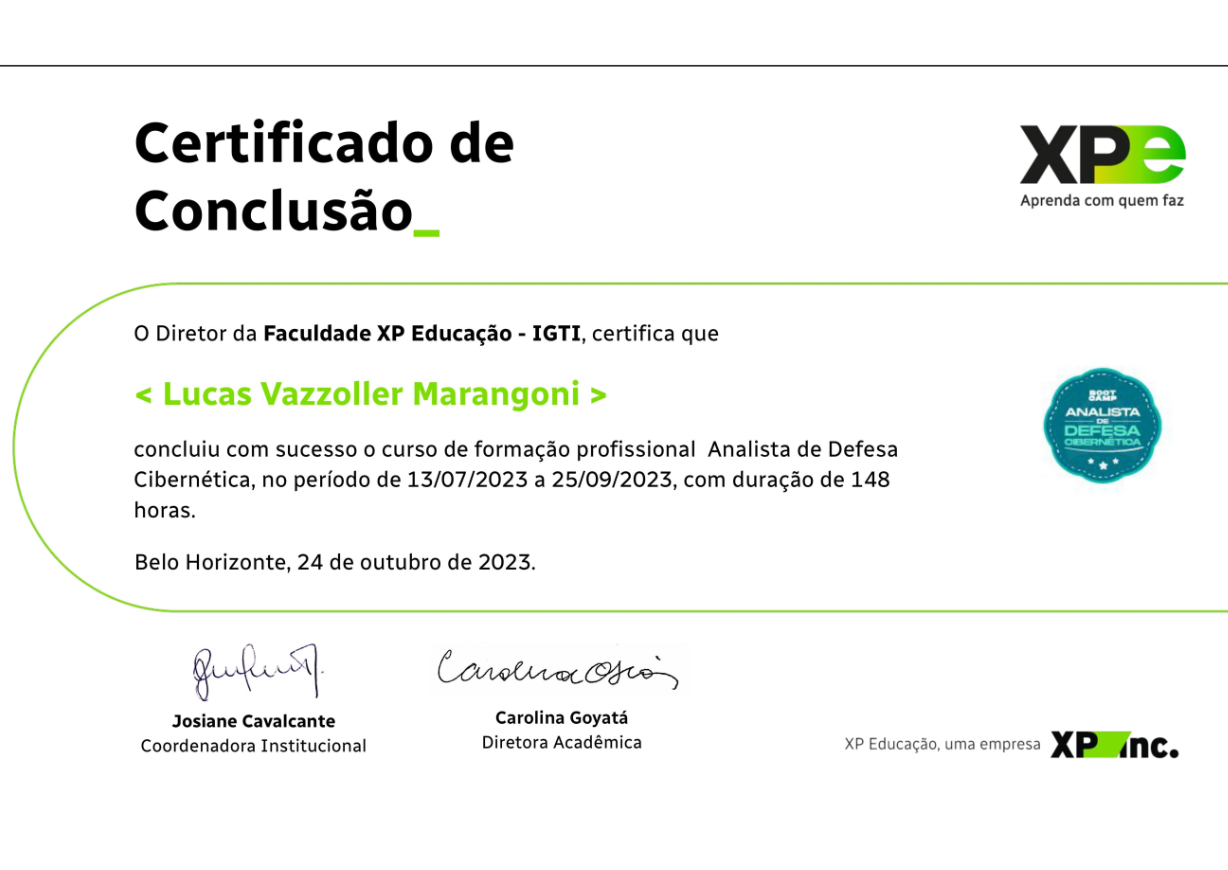 Certificado de
Conclusão_
XPe
Aprenda com quem faz
O Diretor da Faculdade XP Educação - IGTI, certifica que
< Lucas Vazzoller Marangoni >
concluiu com sucesso o curso de formação profissional  Analista de Defesa
Cibernética, no período de 13/07/2023 a 25/09/2023, com duração de 148
horas.
Belo Horizonte, 24 de outubro de 2023.
BOOT
CAMP
ANALISTA
DE
DEFESA
CIBERNÉTICA
Josiane Cavalcante
Coordenadora Institucional
Carolina Goyatá
Diretora Acadêmica
XP Educação, uma empresa XP inc.